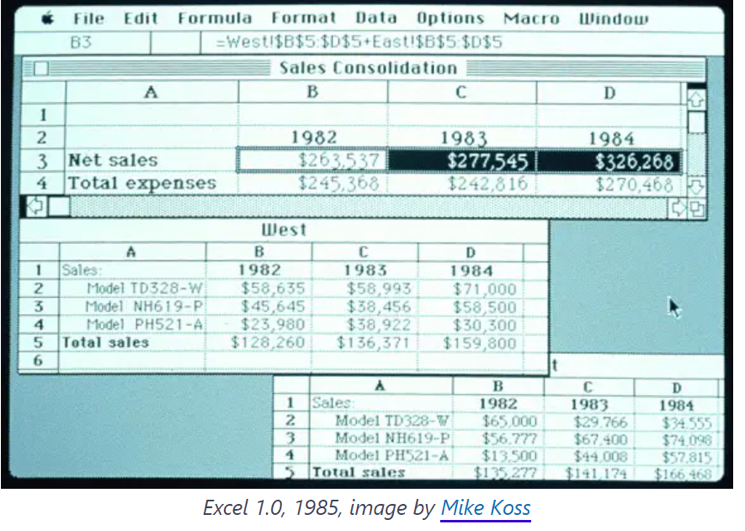 File Edit Formula Format Data Options Macro Window
B3 =West!$B$5:$D$5+East!$B$5:$D$5
Sales Consolidation
A B C D
1
2 1982 1983 1984
3 Net sales $263,537 $277,545 $326,268
4 Total expenses $245,368 $242,816 $270,468
West
A B C D
1 Sales: 1982 1983 1984
2 Model TD328-W $58,635 $58,993 $71,000
3 Model NH619-P $45,645 $38,456 $58,500
4 Model PH521-A $23,980 $38,922 $30,300
5 Total sales $128,260 $136,371 $159,800
6
t
A B C D
1 Sales: 1982 1983 1984
2 Model TD328-W $65,000 $29,766 $34,555
3 Model NH619-P $56,777 $67,400 $74,098
4 Model PH521-A $13,500 $44,008 $57,815
5 Total sales $135,277 $141,174 $166,468
Excel 1.0, 1985, image by Mike Koss